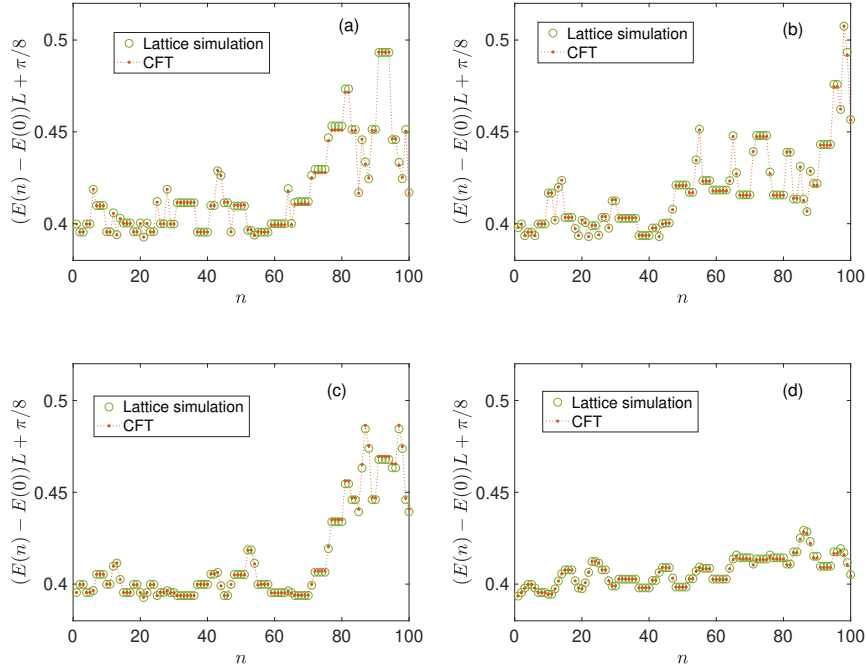 (a)
Lattice simulation
CFT
(E(n) − E(0))L + π/8
0.5
0.45
0.4
0 20 40 60 80 100
n
(b)
Lattice simulation
CFT
(E(n) − E(0))L + π/8
0.5
0.45
0.4
0 20 40 60 80 100
n
(c)
Lattice simulation
CFT
(E(n) − E(0))L + π/8
0.5
0.45
0.4
0 20 40 60 80 100
n
(d)
Lattice simulation
CFT
(E(n) − E(0))L + π/8
0.5
0.45
0.4
0 20 40 60 80 100
n